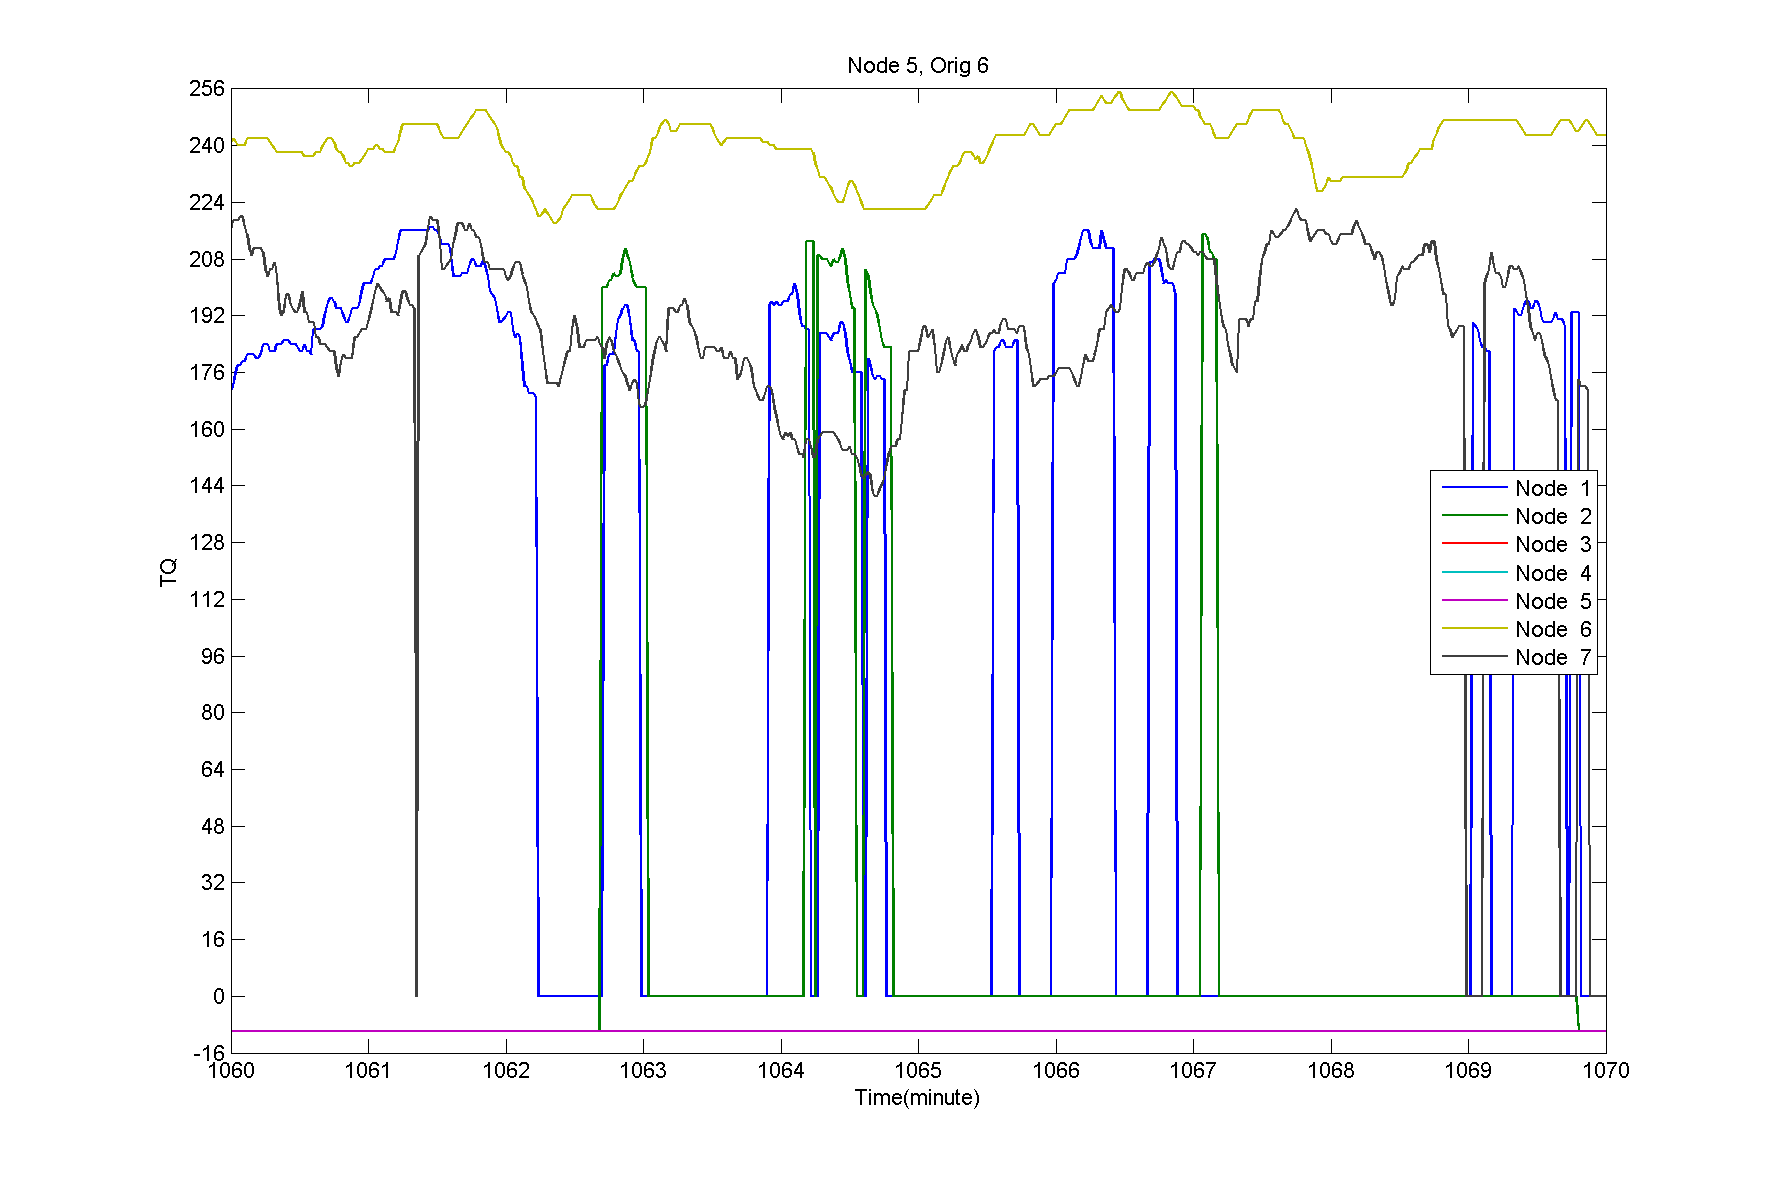 Node 5, Orig 6
256
240
224
208
192
176
160
144
128
112
96
80
64
48
32
16
0
-16
TQ
1060 1061 1062 1063 1064 1065 1066 1067 1068 1069 1070
Time(minute)
Node 1
Node 2
Node 3
Node 4
Node 5
Node 6
Node 7